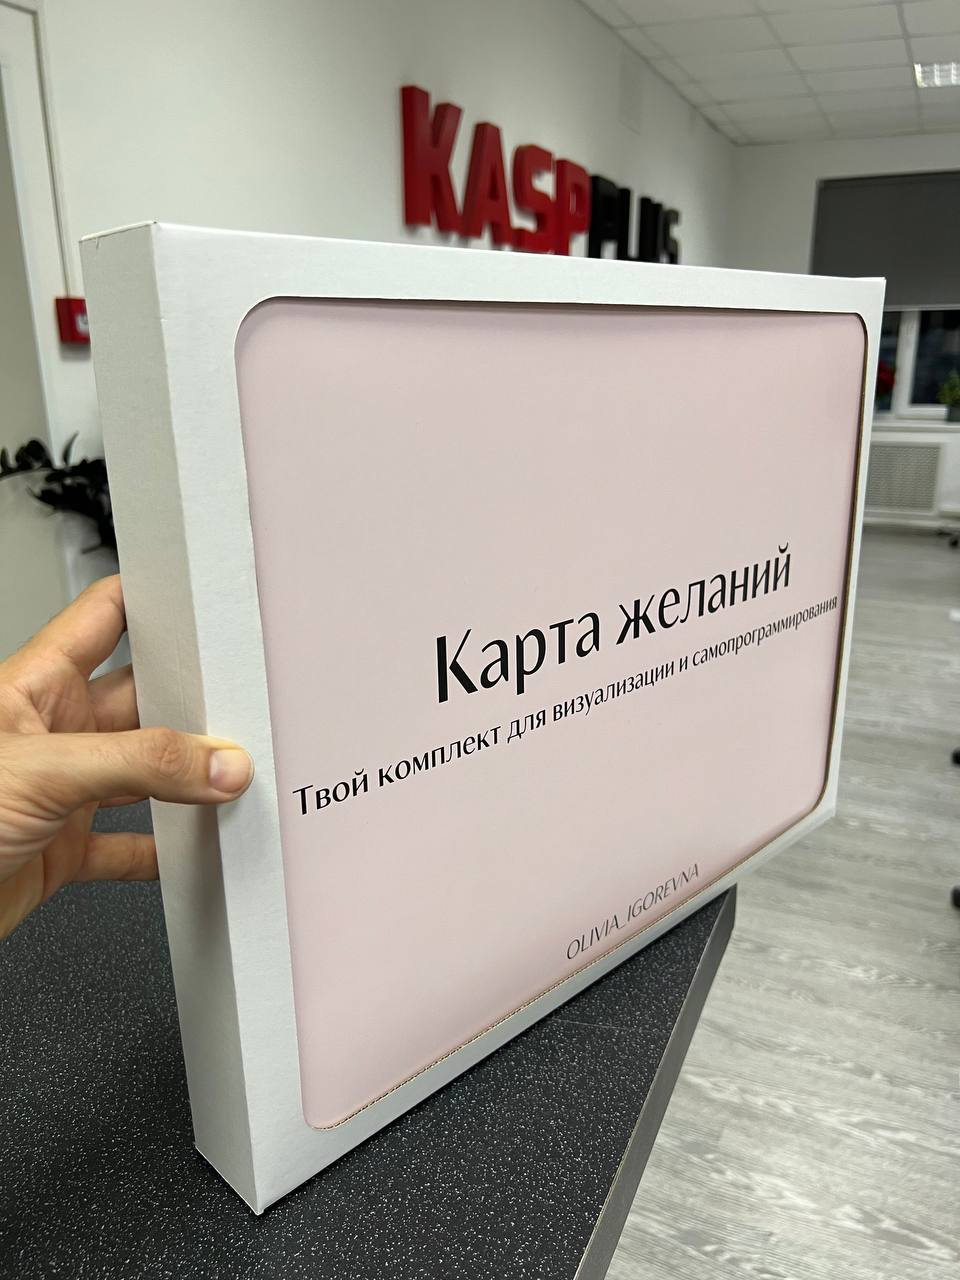 KASPPLUS
Карта желаний
Твой комплект для визуализации и самопрограммирования
OLIVIA_IGOREVNA